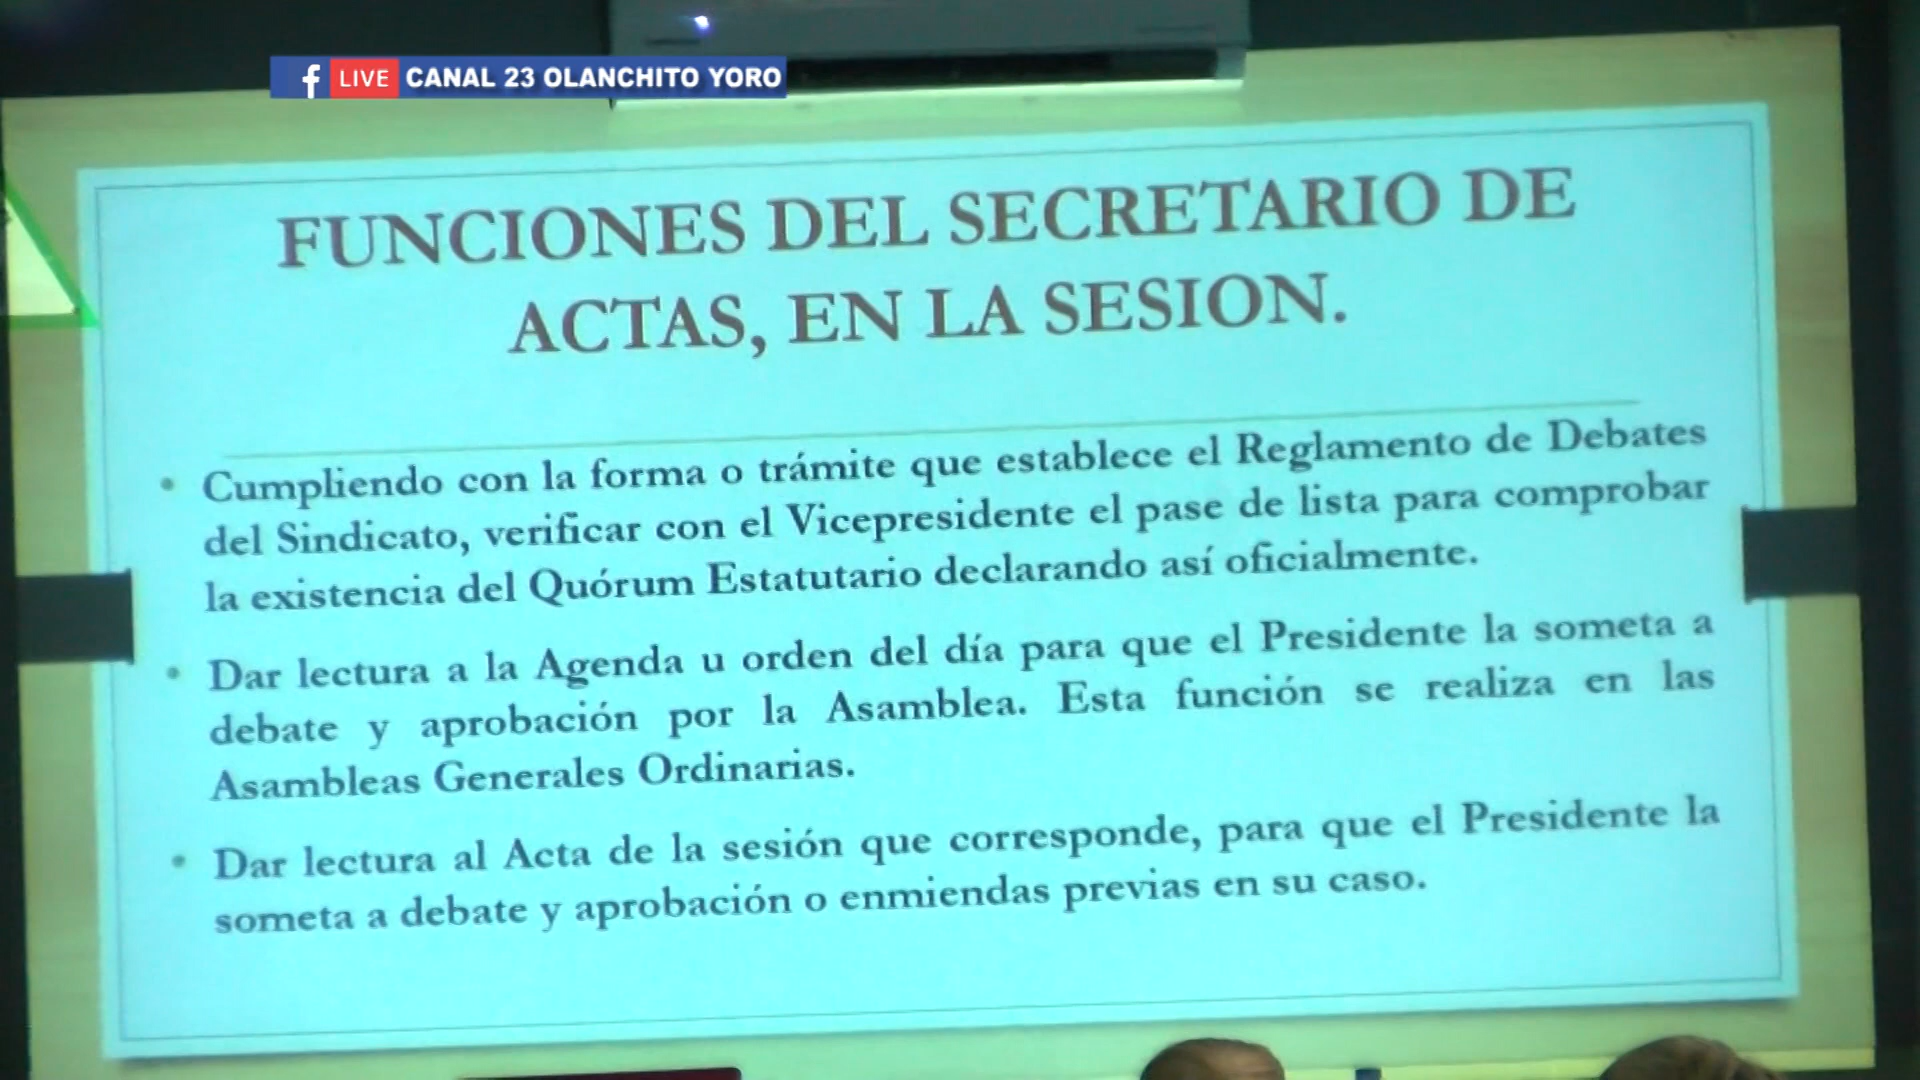 f LIVE CANAL 23 OLANCHITO YORO
FUNCIONES DEL SECRETARIO DE
ACTAS, EN LA SESION.
• Cumpliendo con la forma o trámite que establece el Reglamento de Debates
del Sindicato, verificar con el Vicepresidente el pase de lista para comprobar
la existencia del Quórum Estatutario declarando así oficialmente.
• Dar lectura a la Agenda u orden del día para que el Presidente la someta a
debate y aprobación por la Asamblea. Esta función se realiza en las
Asambleas Generales Ordinarias.
• Dar lectura al Acta de la sesión que corresponde, para que el Presidente la
someta a debate y aprobación o enmiendas previas en su caso.